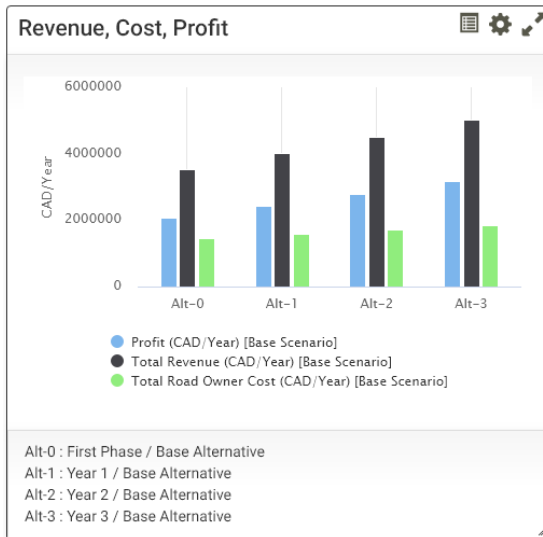 Revenue, Cost, Profit
6000000
4000000
2000000
0
CAD/Year
Alt-0 Alt-1 Alt-2 Alt-3
Profit (CAD/Year) [Base Scenario]
Total Revenue (CAD/Year) [Base Scenario]
Total Road Owner Cost (CAD/Year) [Base Scenario]
Alt-0 : First Phase / Base Alternative
Alt-1 : Year 1 / Base Alternative
Alt-2 : Year 2 / Base Alternative
Alt-3 : Year 3 / Base Alternative